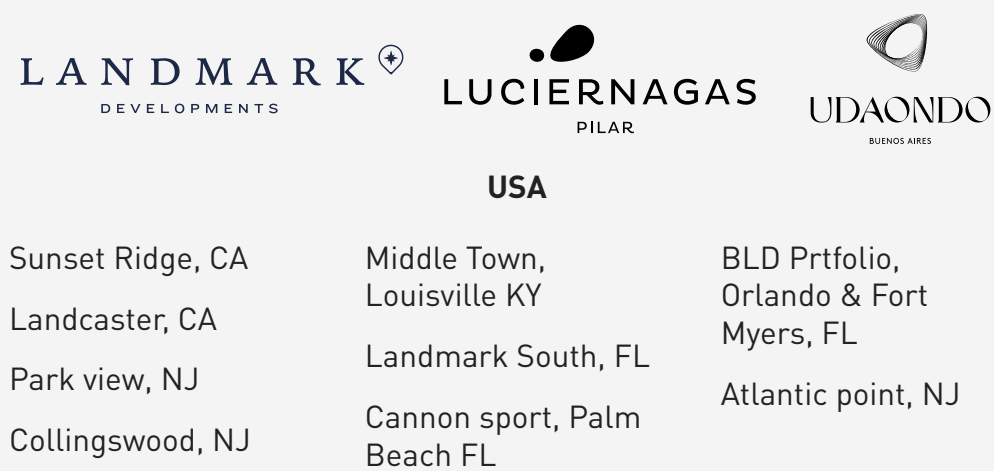 LANDMARK
DEVELOPMENTS
LUCIERNAGAS
PILAR
UDAONDO
BUENOS AIRES
USA
Sunset Ridge, CA
Landcaster, CA
Park view, NJ
Collingswood, NJ
Middle Town,
Louisville KY
Landmark South, FL
Cannon sport, Palm
Beach FL
BLD Prtfolio,
Orlando & Fort
Myers, FL
Atlantic point, NJ